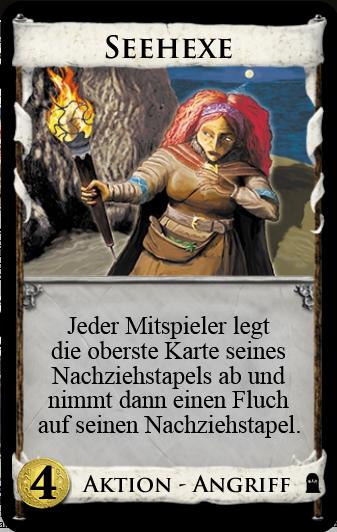 Seehexe
Jeder Mitspieler legt
die oberste Karte seines
Nachziehstapels ab und
nimmt dann einen Fluch
auf seinen Nachziehstapel.
4 Aktion - Angriff